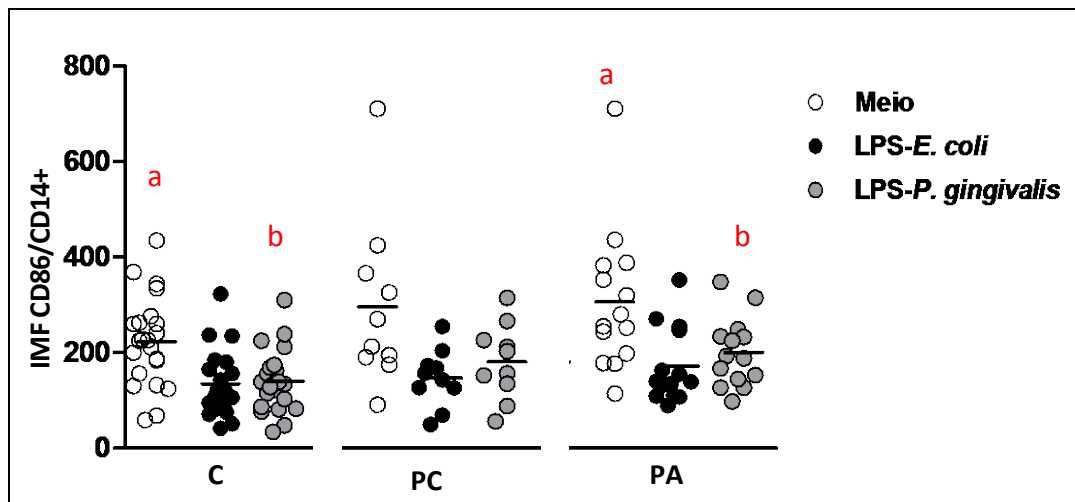 800
600
400
200
0
IMF CD86/CD14+
a
b
a
b
C
PC
PA
Meio
LPS-E. coli
LPS-P. gingivalis